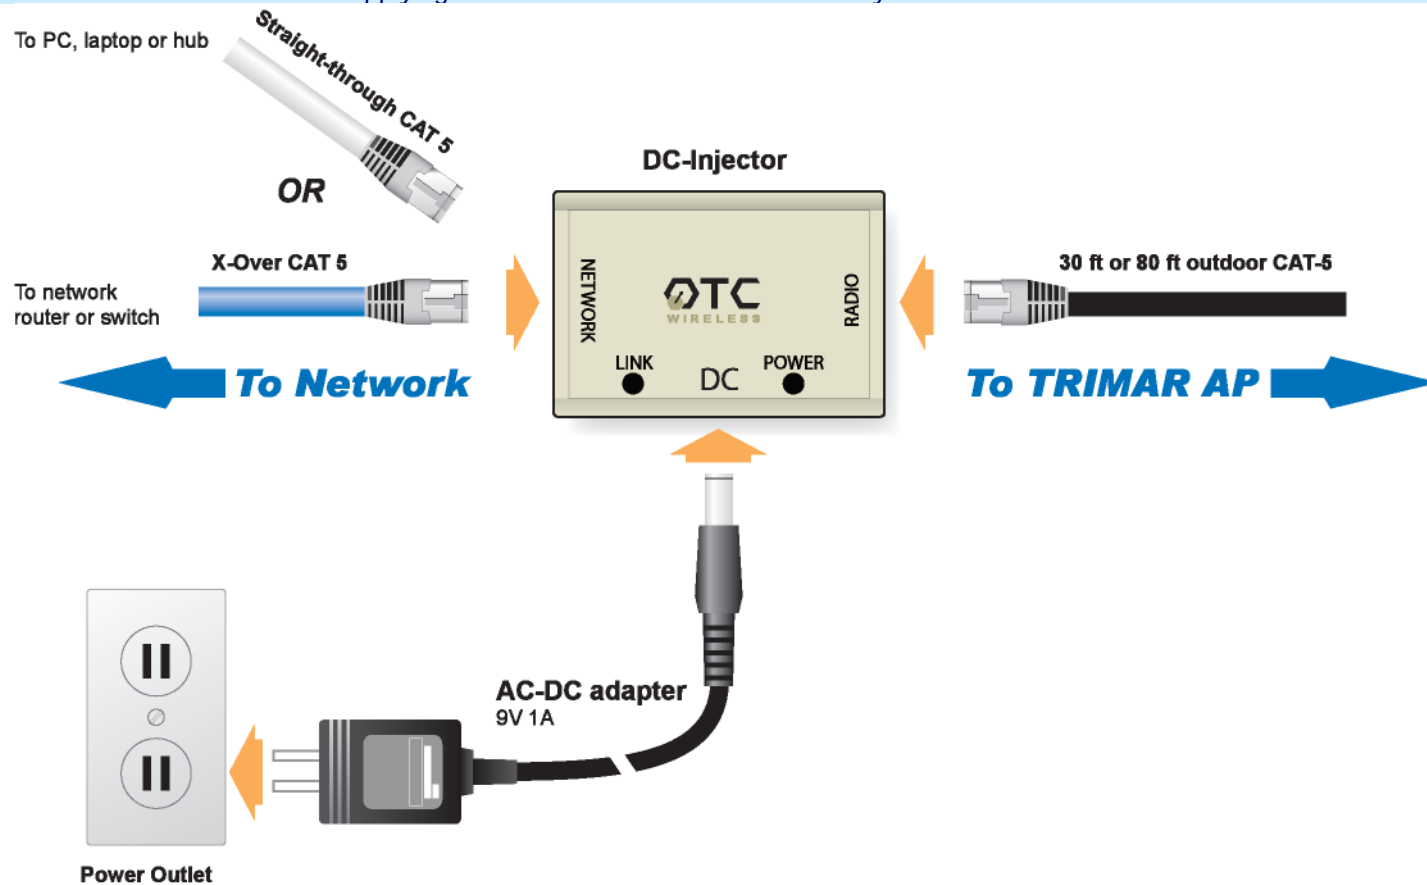 To PC, laptop or hub
Straight-through CAT 5
OR
DC-Injector
X-Over CAT 5
To network
router or switch
To Network
NETWORK
OTC
WIRELESS
RADIO
LINK
DC
POWER
30 ft or 80 ft outdoor CAT-5
To TRIMAR AP
AC-DC adapter
9V 1A
Power Outlet